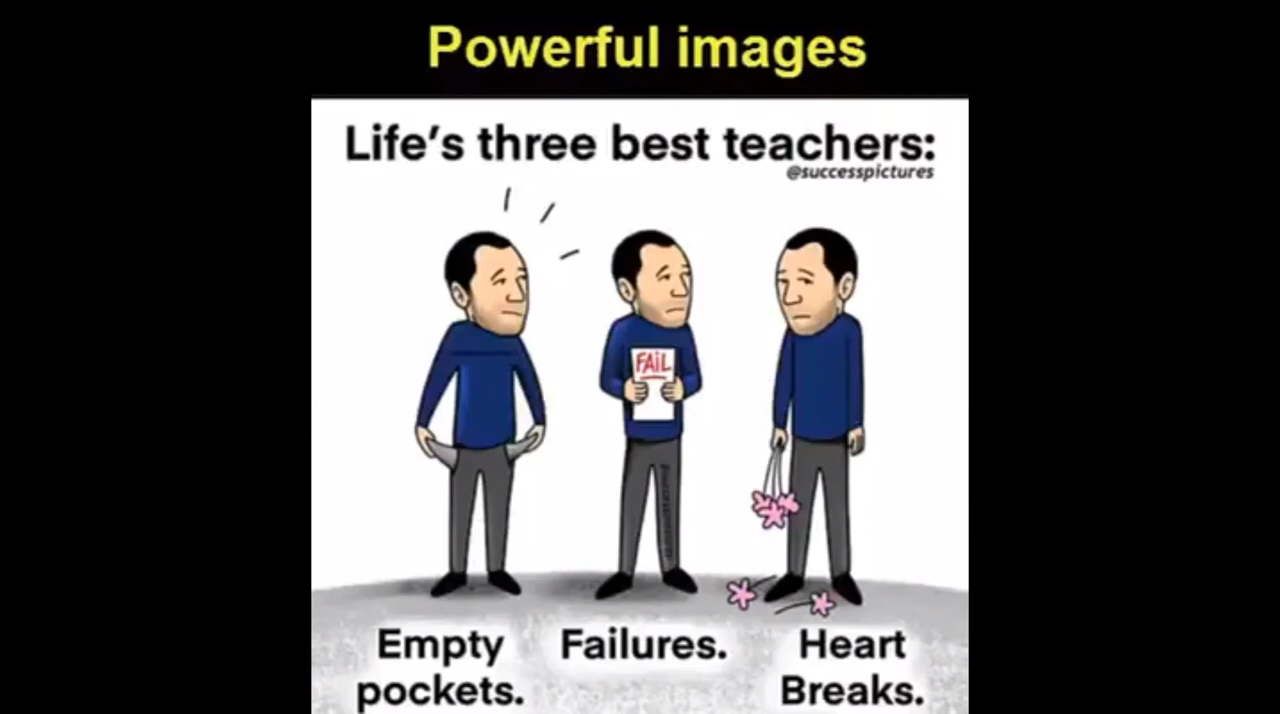 Powerful images
Life's three best teachers:
@successpictures
FAIL
Empty
pockets.
Failures.
Heart
Breaks.